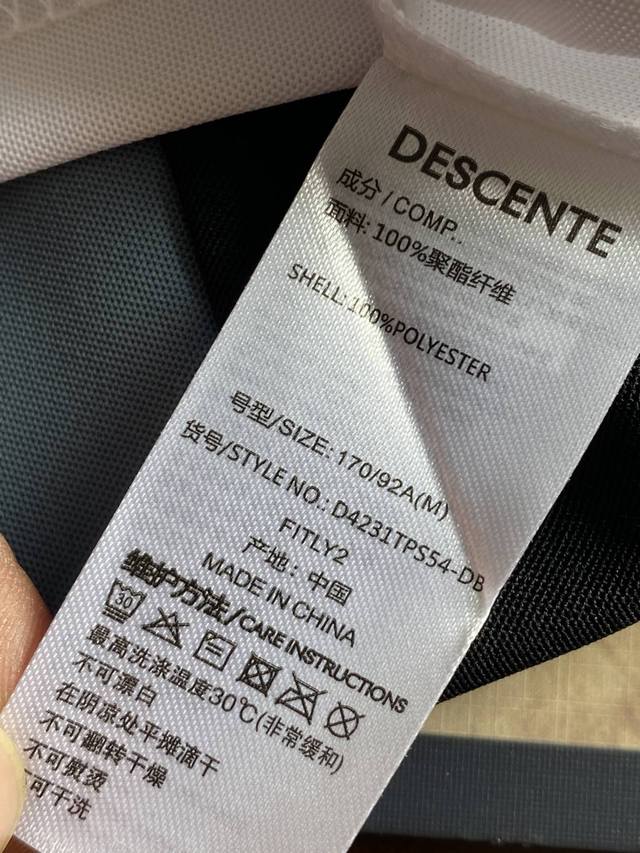 DESCENTE
成分/COMP.:
面料: 100%聚酯纤维
SHELL: 100%POLYESTER
号型/SIZE: 170/92A(M)
货号/STYLE NO.: D4231TPS54-DB
FITLY2
产地: 中国
MADE IN CHINA
维护方法/CARE INSTRUCTIONS
30
最高洗涤温度30℃(非常缓和)
不可漂白
在阴凉处平摊滴干
不可翻转干燥
不可熨烫
不可干洗